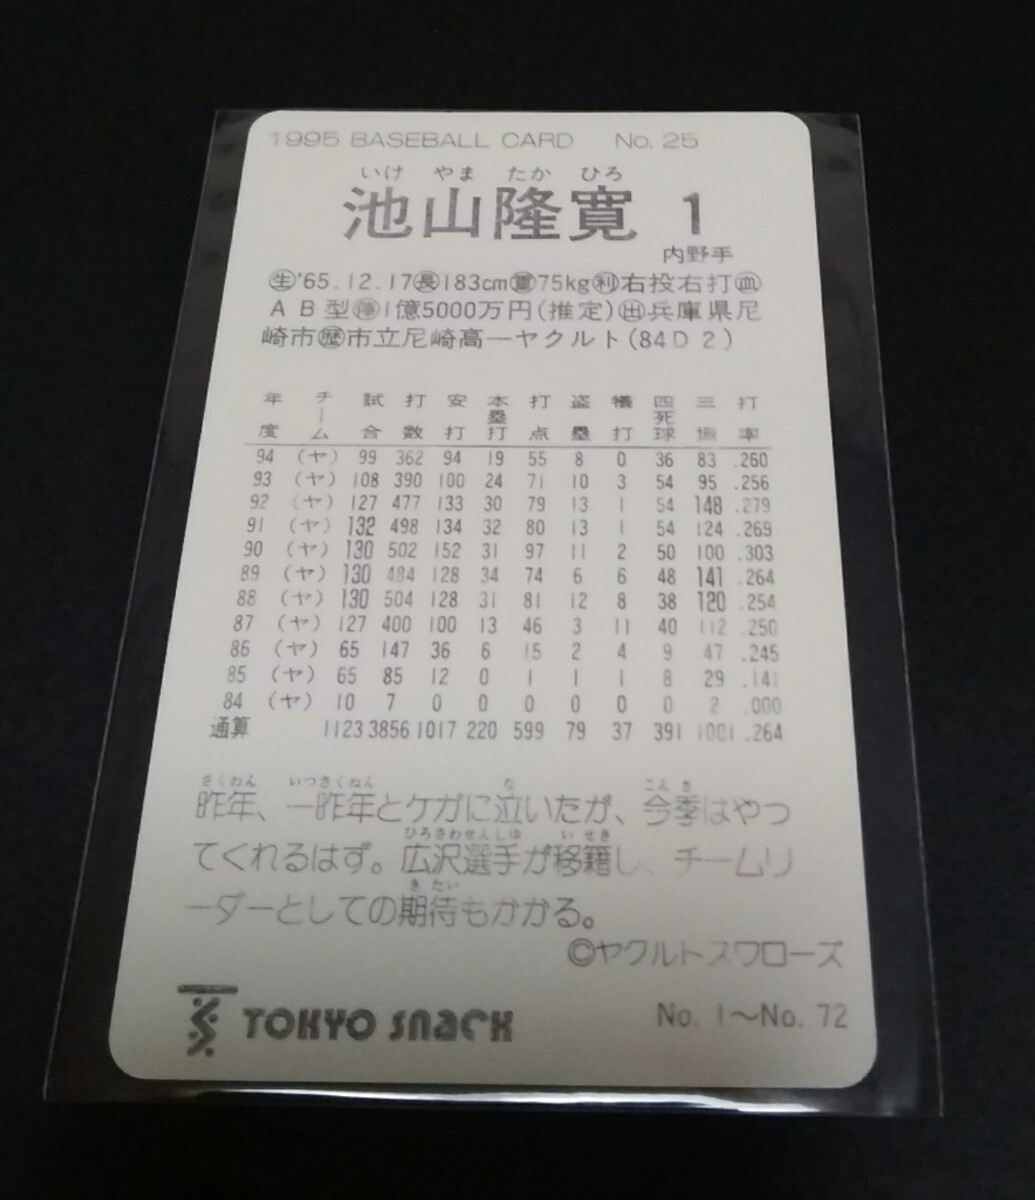 1995 BASEBALL CARD No. 25
いけ やま たか ひろ
池山隆寛 1
内野手
㊤'65.12.17㊤183cm㊤75kg㊤右投右打㊤
AB型㊤1億5000万円(推定)㊤兵庫県尼
崎市㊤市立尼崎高―ヤクルト(84D2)
年度 チーム 試合 打数 安打 本塁打 打点 盗塁 犠打 四死球 三振 打率
94 (ヤ) 99 362 94 19 55 8 0 36 83 .260
93 (ヤ) 108 390 100 24 71 10 3 54 95 .256
92 (ヤ) 127 477 133 30 79 13 1 54 148 .279
91 (ヤ) 132 498 134 32 80 13 1 54 124 .269
90 (ヤ) 130 502 152 31 97 11 2 50 100 .303
89 (ヤ) 130 484 128 34 74 6 6 48 141 .264
88 (ヤ) 130 504 128 31 81 12 8 38 120 .254
87 (ヤ) 127 400 100 13 46 3 11 40 112 .250
86 (ヤ) 65 147 36 6 15 2 4 9 47 .245
85 (ヤ) 65 85 12 0 1 1 1 8 29 .141
84 (ヤ) 10 7 0 0 0 0 0 0 2 .000
通算 1123 3856 1017 220 599 79 37 391 1001 .264
さくねん いつさくねん な こん き
昨年、一昨年とケガに泣いたが、今季はやっ
ひろさわせんしゆ い せき
てくれるはず。広沢選手が移籍し、チームリ
き たい
ーダーとしての期待もかかる。
©ヤクルトスワローズ
TOKYO SNACK No. 1～No. 72